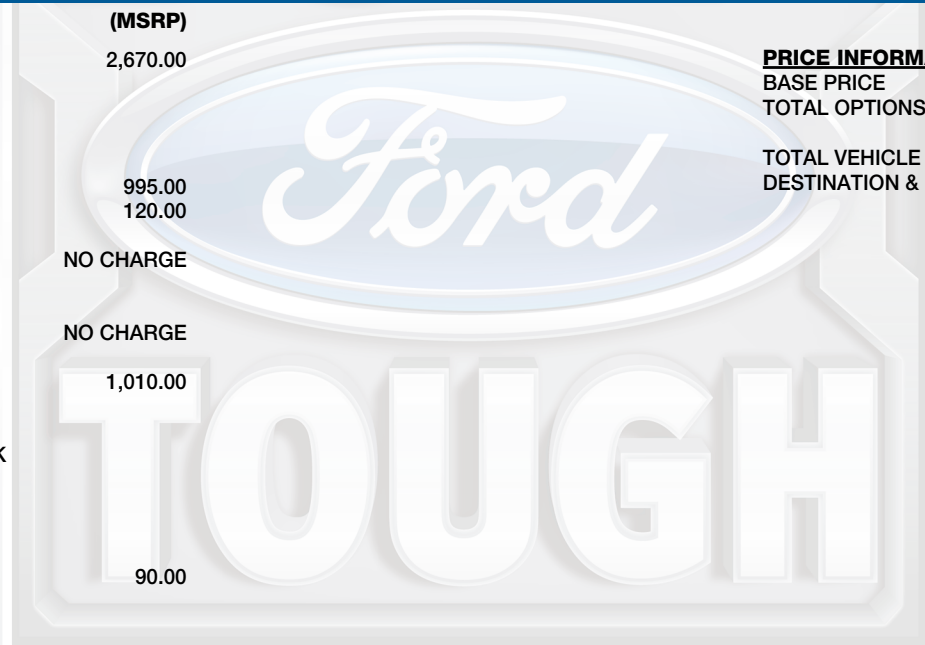 (MSRP)
2,670.00
995.00
120.00
NO CHARGE
NO CHARGE
1,010.00
K
90.00
PRICE INFORMA
BASE PRICE
TOTAL OPTIONS
TOTAL VEHICLE
DESTINATION &
Ford
TOUGH